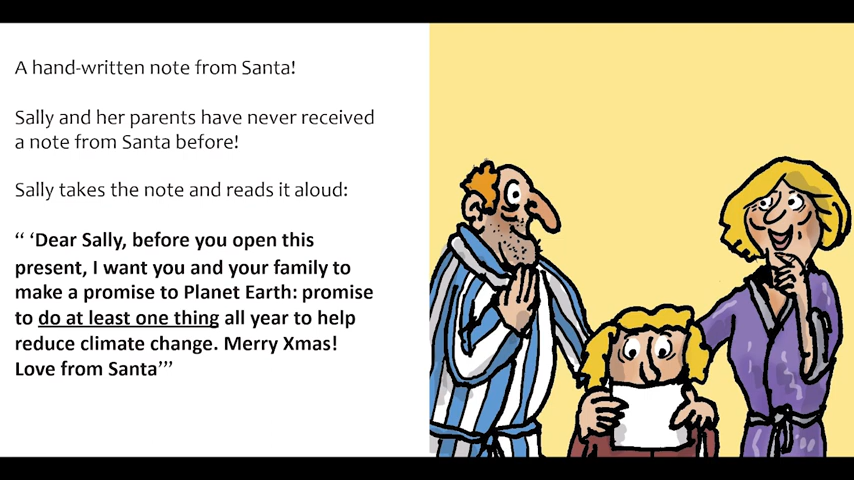 A hand-written note from Santa!
Sally and her parents have never received
a note from Santa before!
Sally takes the note and reads it aloud:
“ ‘Dear Sally, before you open this
present, I want you and your family to
make a promise to Planet Earth: promise
to do at least one thing all year to help
reduce climate change. Merry Xmas!
Love from Santa’”